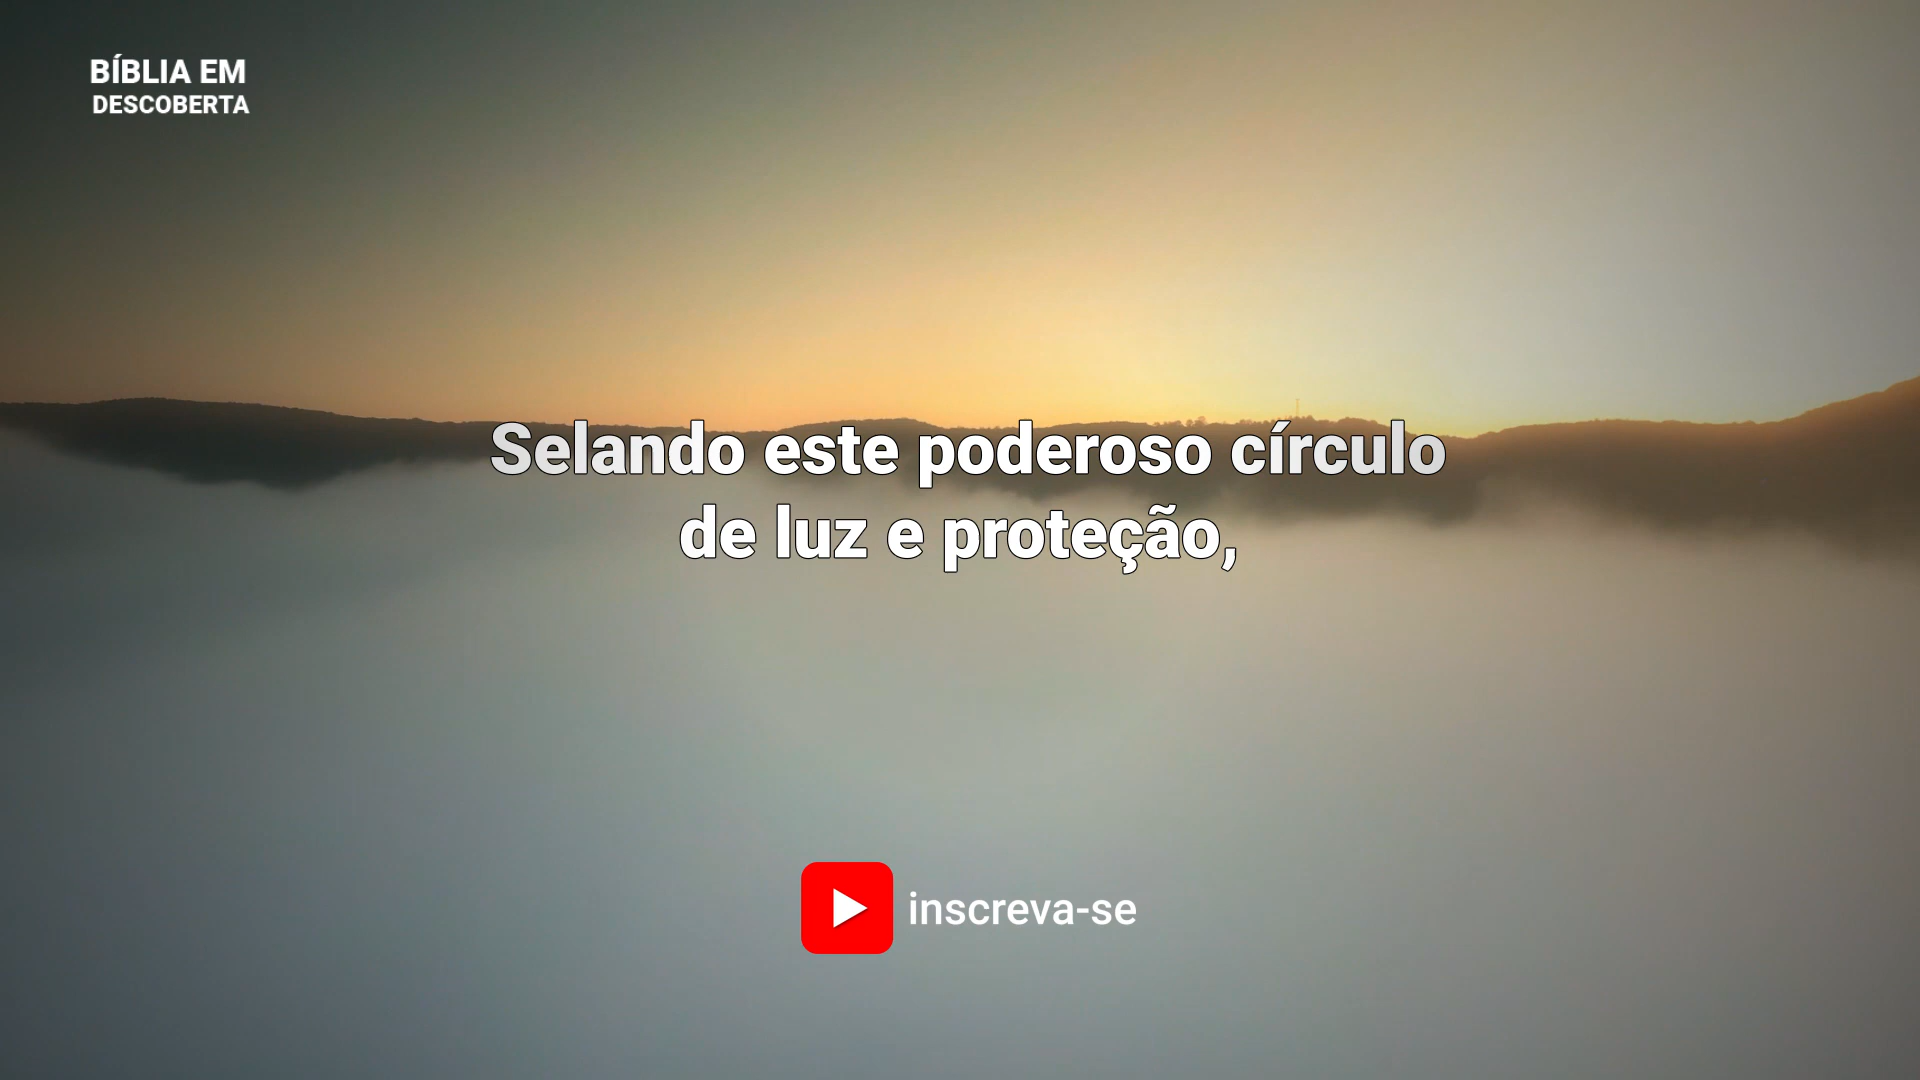 BÍBLIA EM
DESCOBERTA
Selando este poderoso círculo
de luz e proteção,
inscreva-se